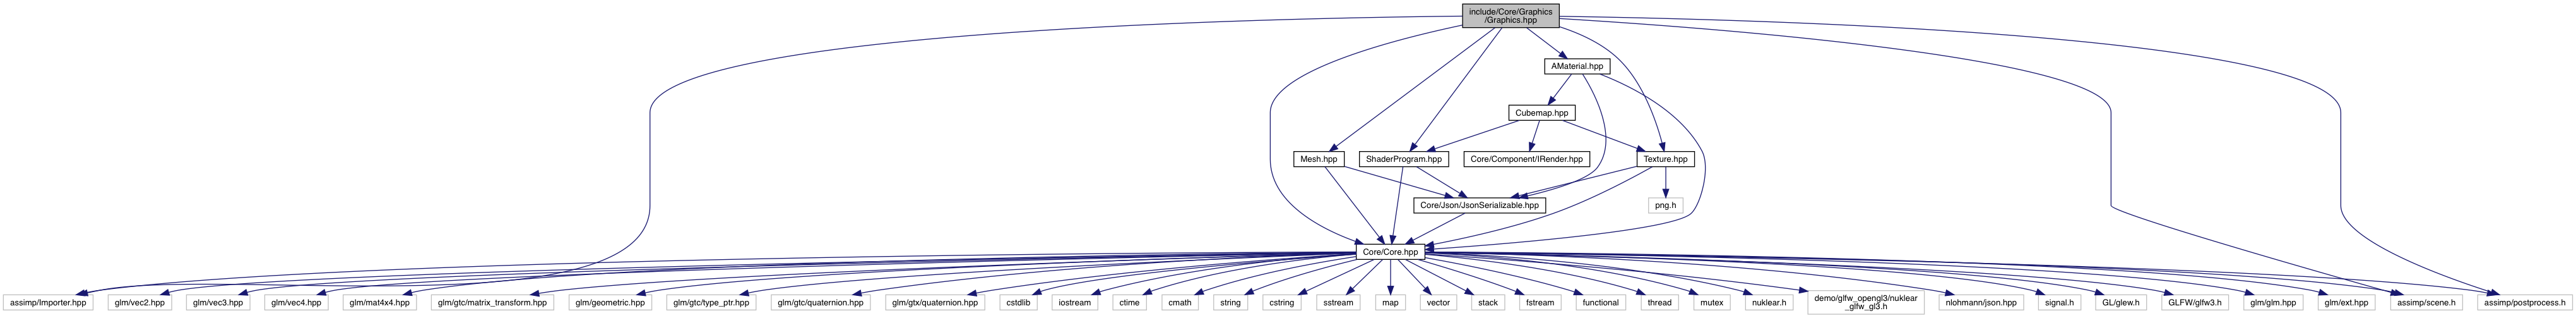 include/Core/Graphics
/Graphics.hpp
AMaterial.hpp
Cubemap.hpp
Mesh.hpp
ShaderProgram.hpp
Core/Component/IRender.hpp
Texture.hpp
Core/Json/JsonSerializable.hpp
png.h
Core/Core.hpp
assimp/Importer.hpp
glm/vec2.hpp
glm/vec3.hpp
glm/vec4.hpp
glm/mat4x4.hpp
glm/gtc/matrix_transform.hpp
glm/geometric.hpp
glm/gtc/type_ptr.hpp
glm/gtc/quaternion.hpp
glm/gtx/quaternion.hpp
cstdlib
iostream
ctime
cmath
string
cstring
sstream
map
vector
stack
fstream
functional
thread
mutex
nuklear.h
demo/glfw_opengl3/nuklear
_glfw_gl3.h
nlohmann/json.hpp
signal.h
GL/glew.h
GLFW/glfw3.h
glm/glm.hpp
glm/ext.hpp
assimp/scene.h
assimp/postprocess.h